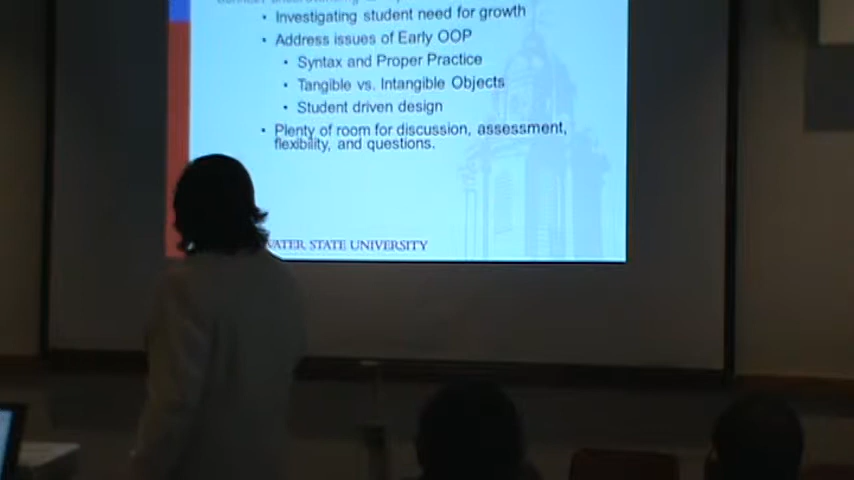 • Investigating student need for growth
• Address issues of Early OOP
• Syntax and Proper Practice
• Tangible vs. Intangible Objects
• Student driven design
• Plenty of room for discussion, assessment,
flexibility, and questions.
WATER STATE UNIVERSITY